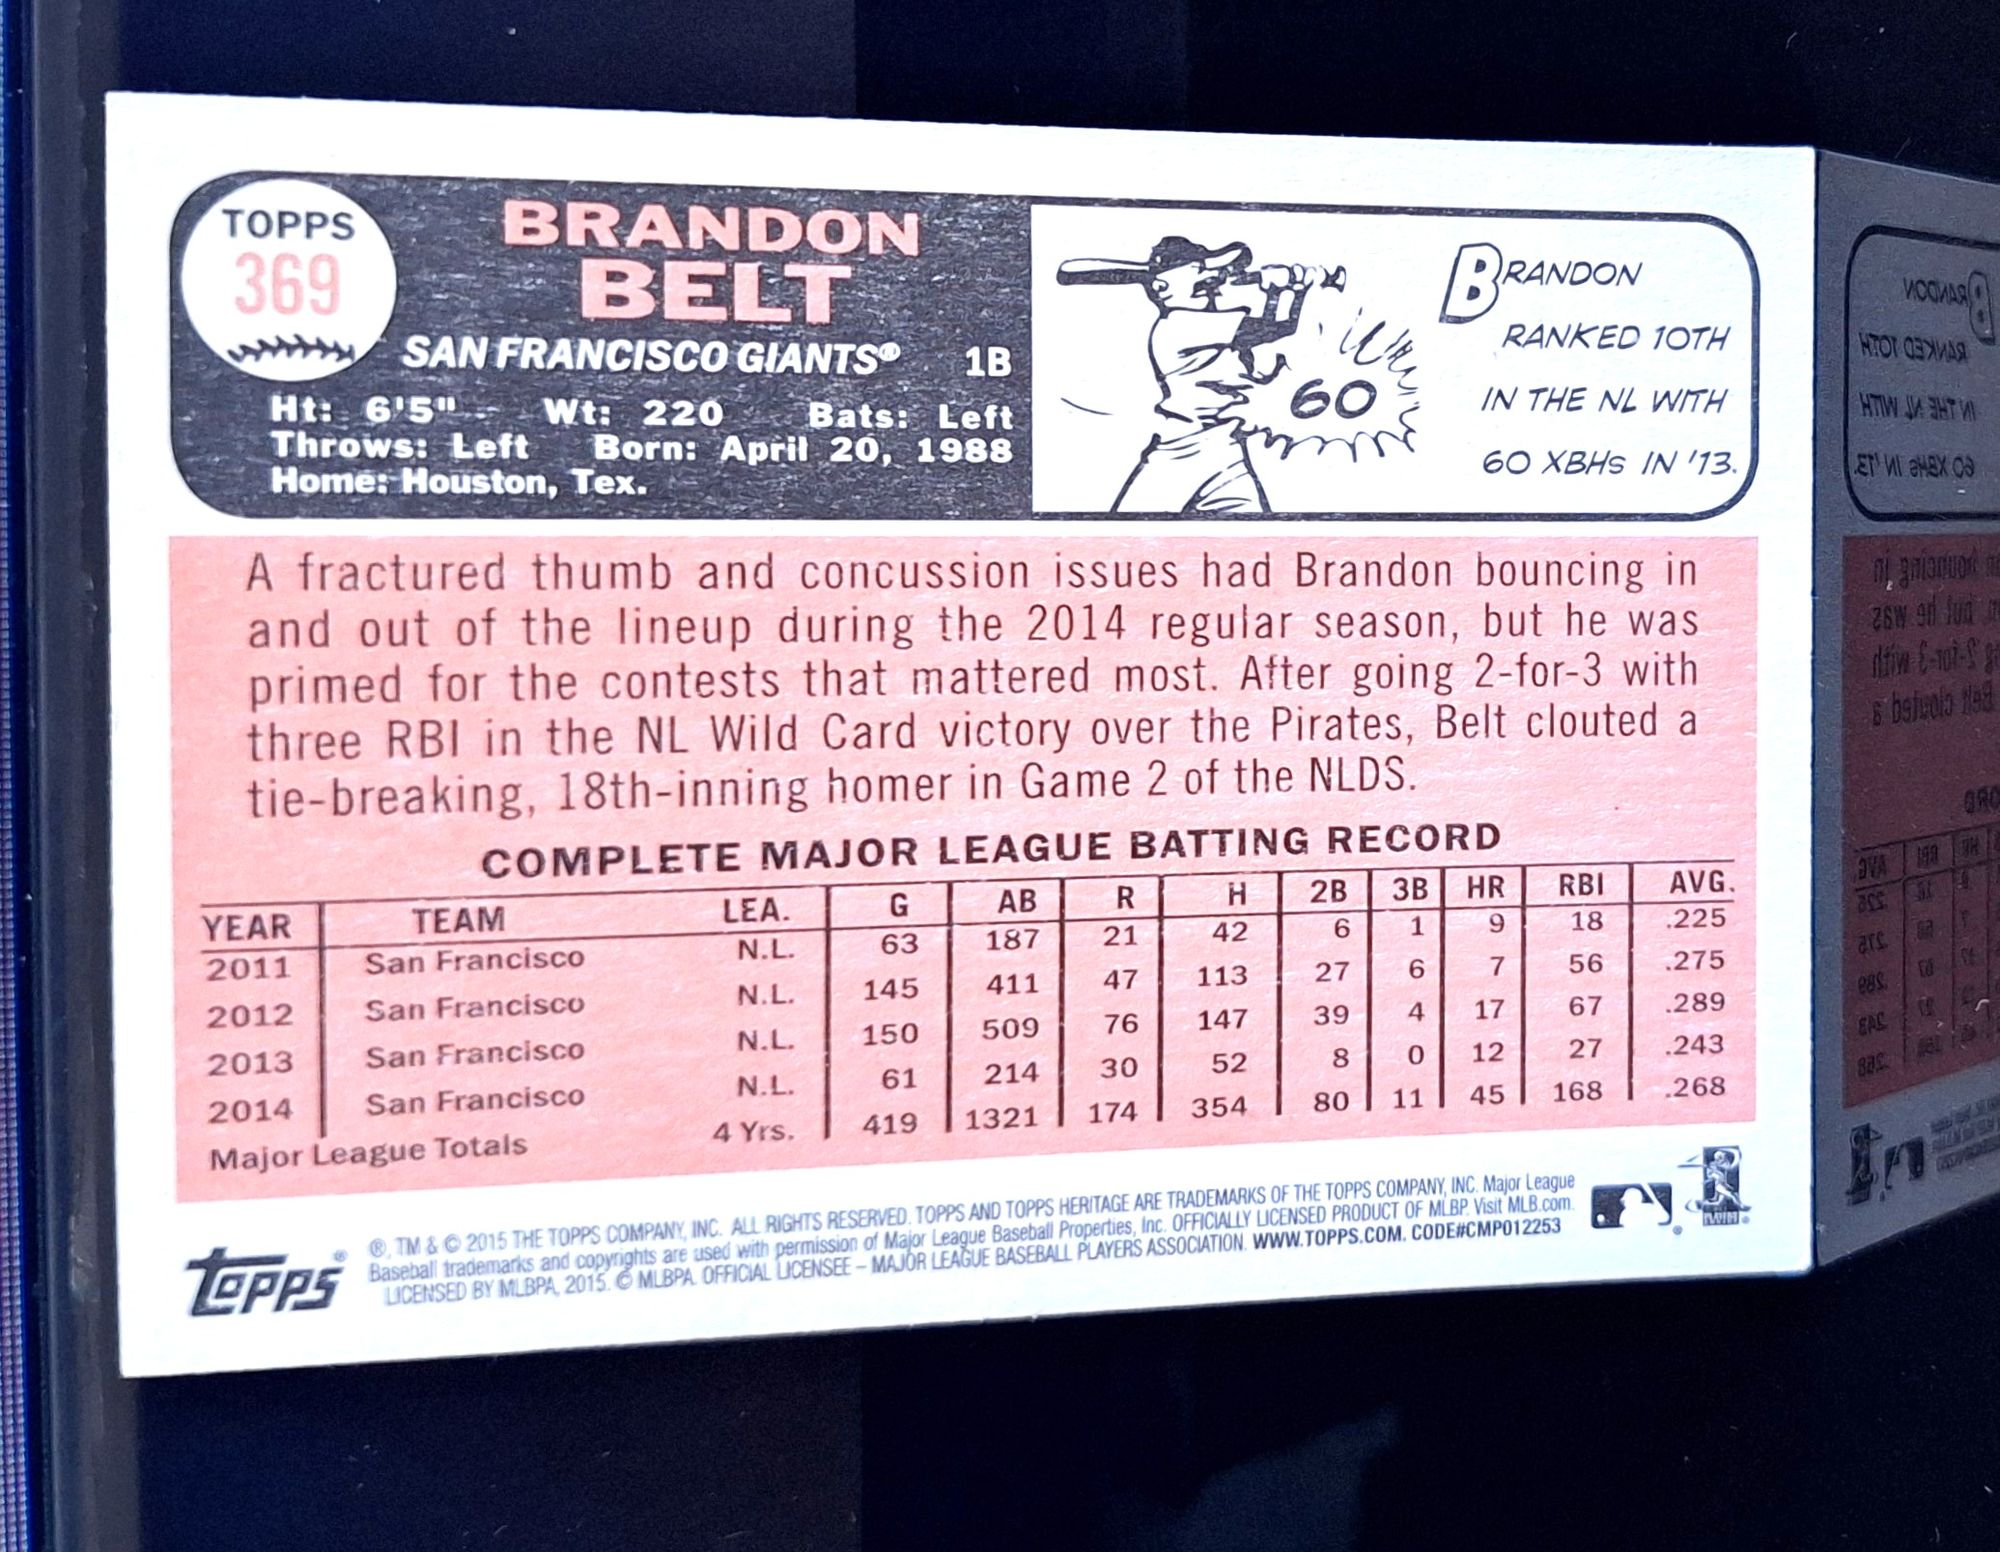 TOPPS
369
BRANDON
BELT
SAN FRANCISCO GIANTS® 1B
Ht: 6'5" Wt: 220 Bats: Left
Throws: Left Born: April 20, 1988
Home: Houston, Tex.
60
BRANDON
RANKED 10TH
IN THE NL WITH
60 XBHs IN '13.
A fractured thumb and concussion issues had Brandon bouncing in
and out of the lineup during the 2014 regular season, but he was
primed for the contests that mattered most. After going 2-for-3 with
three RBI in the NL Wild Card victory over the Pirates, Belt clouted a
tie-breaking, 18th-inning homer in Game 2 of the NLDS.
COMPLETE MAJOR LEAGUE BATTING RECORD
YEAR TEAM LEA. G AB R H 2B 3B HR RBI AVG.
2011 San Francisco N.L. 63 187 21 42 6 1 9 18 .225
2012 San Francisco N.L. 145 411 47 113 27 6 7 56 .275
2013 San Francisco N.L. 150 509 76 147 39 4 17 67 .289
2014 San Francisco N.L. 61 214 30 52 8 0 12 27 .243
Major League Totals 4 Yrs. 419 1321 174 354 80 11 45 168 .268
Topps®
®, TM & © 2015 THE TOPPS COMPANY, INC. ALL RIGHTS RESERVED. TOPPS AND TOPPS HERITAGE ARE TRADEMARKS OF THE TOPPS COMPANY, INC. Major League
Baseball trademarks and copyrights are used with permission of Major League Baseball Properties, Inc. OFFICIALLY LICENSED PRODUCT OF MLBP. Visit MLB.com.
LICENSED BY MLBPA, 2015. © MLBPA. OFFICIAL LICENSEE – MAJOR LEAGUE BASEBALL PLAYERS ASSOCIATION. WWW.TOPPS.COM. CODE#CMP012253